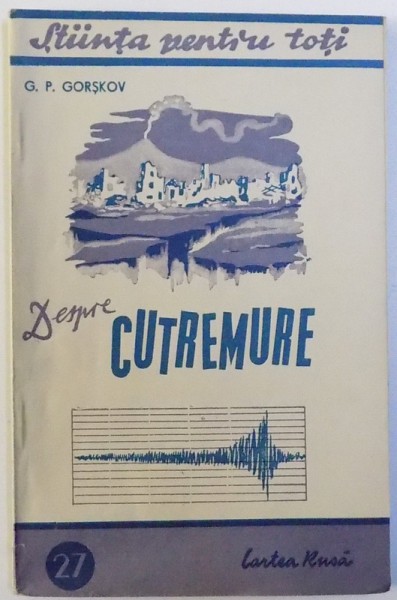 Știința pentru toți
G. P. GORȘKOV
Despre
CUTREMURE
27
Cartea Rusă